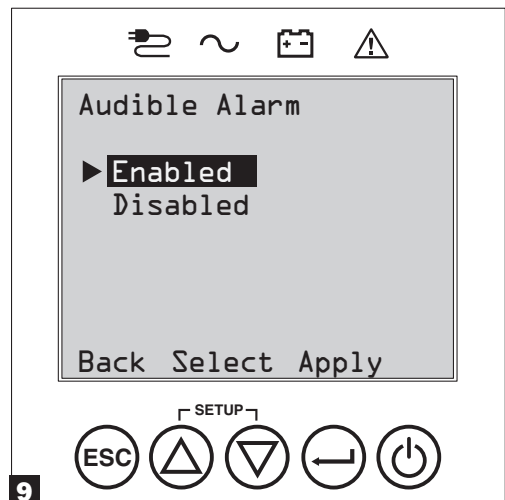 Audible Alarm
Enabled
Disabled
Back Select Apply
SETUP
ESC
9